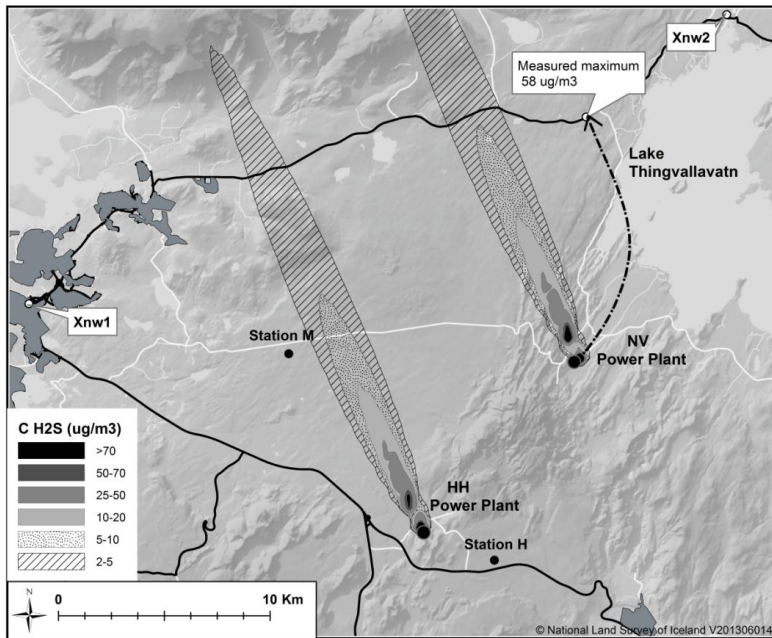 Xnw2
Measured maximum
58 ug/m3
Lake
Thingvallavatn
Xnw1
Station M
NV
Power Plant
C H2S (ug/m3)
>70
50-70
25-50
10-20
5-10
2-5
HH
Power Plant
Station H
N
0
10 Km
© National Land Survey of Iceland V201306014